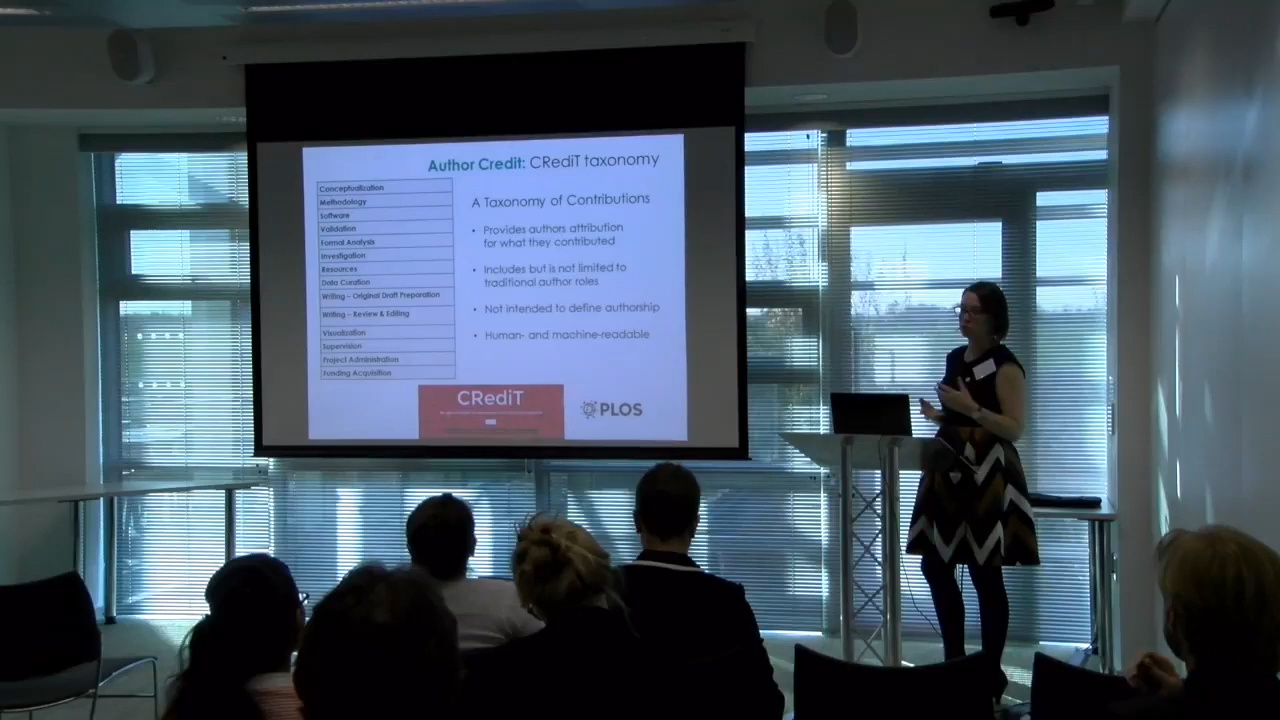 Author Credit: CRediT taxonomy
Conceptualization
Methodology
Software
Validation
Formal Analysis
Investigation
Resources
Data Curation
Writing – Original Draft Preparation
Writing – Review & Editing
Visualization
Supervision
Project Administration
Funding Acquisition
A Taxonomy of Contributions
• Provides authors attribution
for what they contributed
• Includes but is not limited to
traditional author roles
• Not intended to define authorship
• Human- and machine-readable
CRediT
PLOS